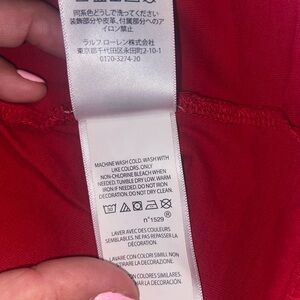 同系色どうしで洗ってください
装飾部分や皮革、付属部分へのア
イロン禁止
ラルフ ローレン株式会社
東京都千代田区永田町2-10-1
0120-3274-20
MACHINE WASH COLD. WASH WITH
LIKE COLORS. ONLY
NON-CHLORINE BLEACH WHEN
NEEDED. TUMBLE DRY LOW. WARM
IRON IF NEEDED. DO NOT IRON
DECORATION. DO NOT DRY CLEAN.
n°1529 ®
LAVER AVEC DES COULEURS
SEMBLABLES. NE PAS REPASSER
LA DÉCORATION.
LAVARE CON COLORI SIMILI. NON
STIRARE LA DECORAZIONE.
CON COLORES SIMILARES.
DECORACIÓN.